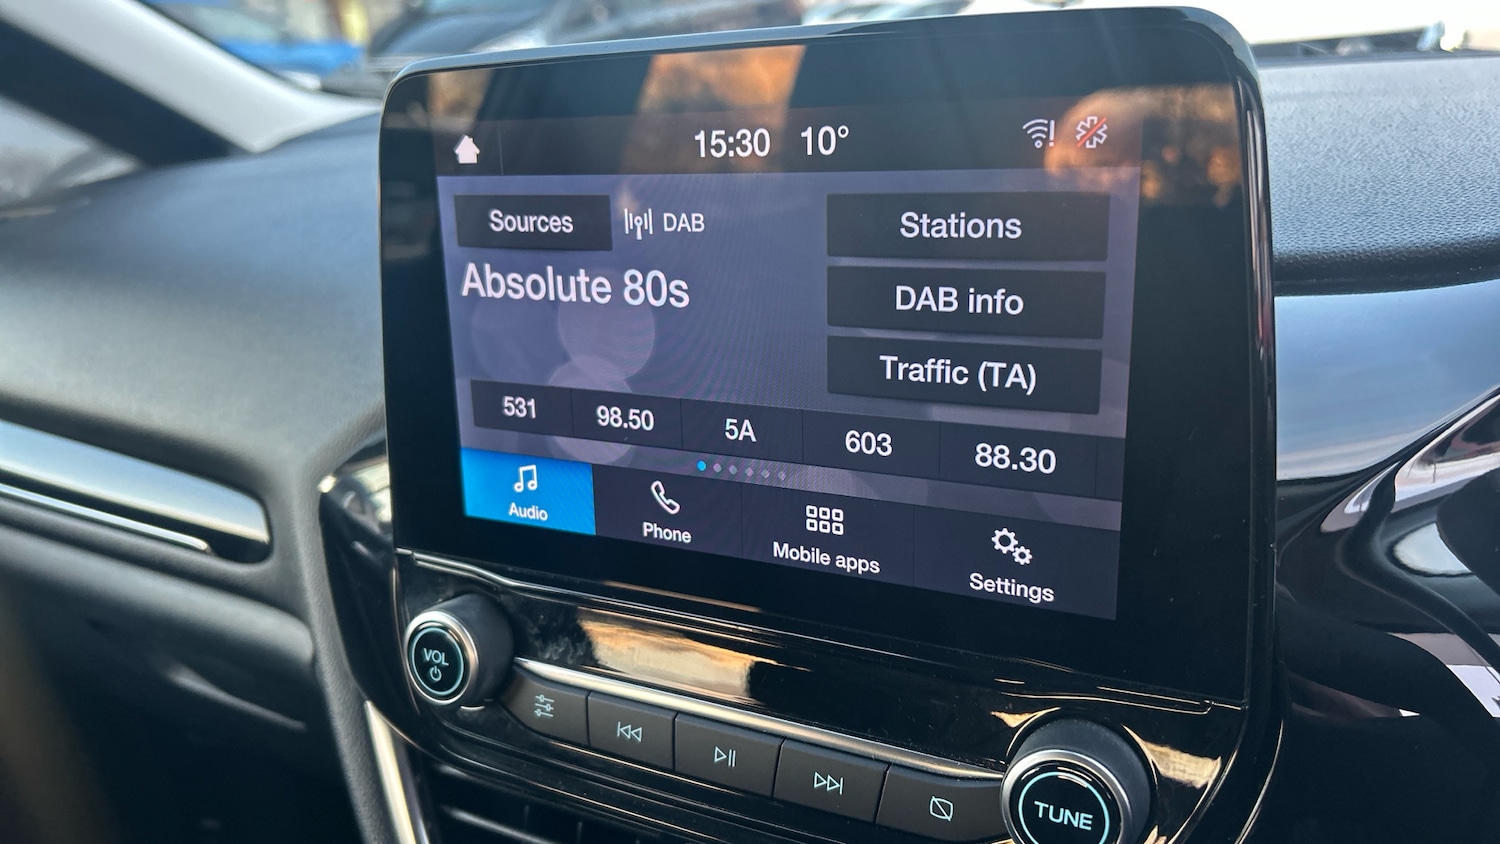 15:30 10°
Sources DAB
Absolute 80s
Stations
DAB info
Traffic (TA)
531 98.50 5A 603 88.30
Audio Phone Mobile apps Settings
VOL
TUNE